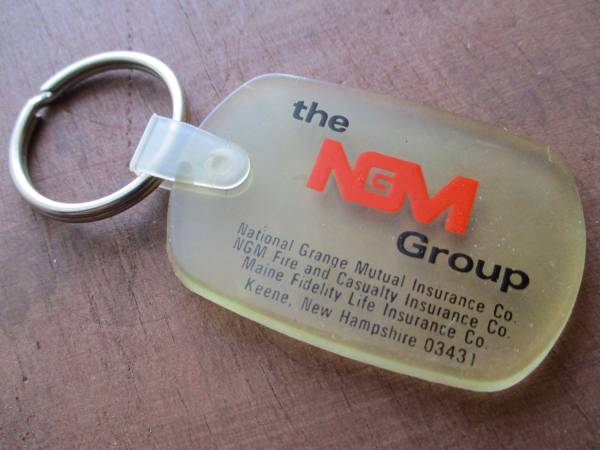 the
NGM
Group
National Grange Mutual Insurance Co.
NGM Fire and Casualty Insurance Co.
Maine Fidelity Life Insurance Co.
Keene, New Hampshire 03431